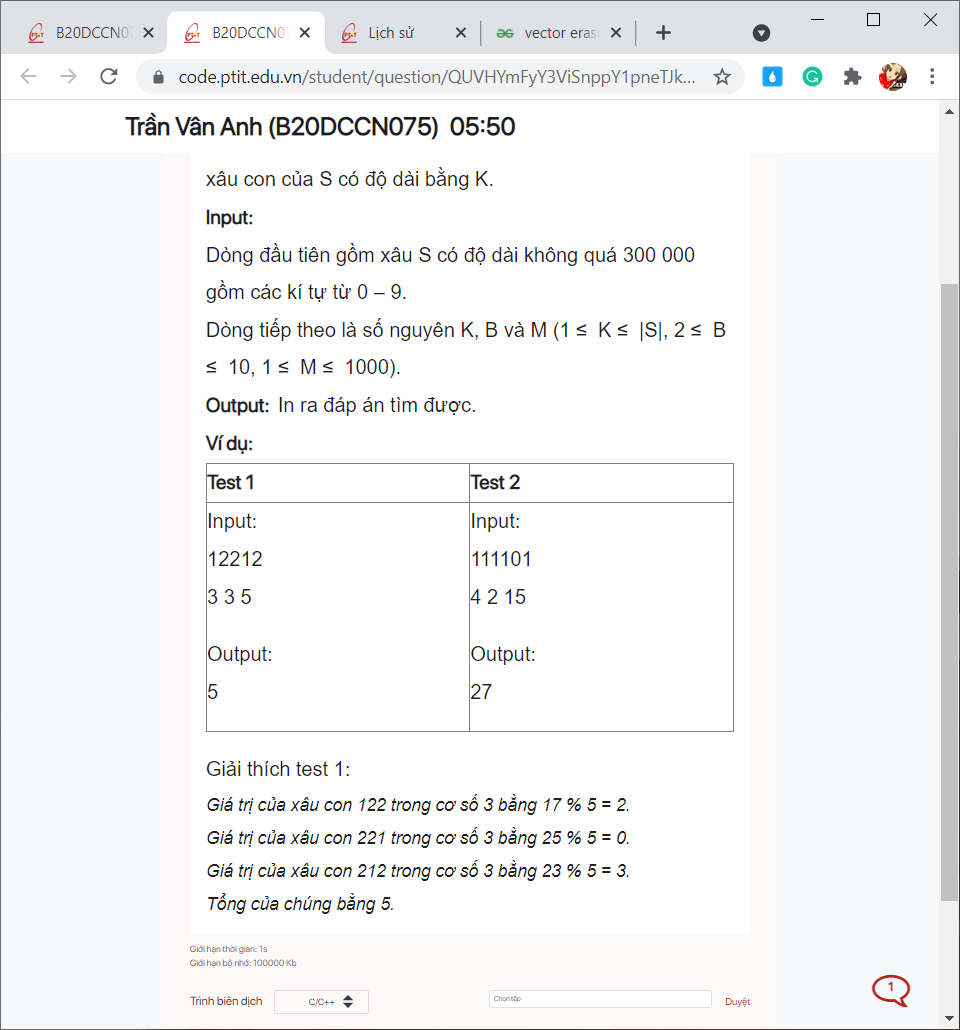 B20DCCN07
B20DCCN0
Lịch sử
vector eras
code.ptit.edu.vn/student/question/QUVHYmFyY3ViSnppY1pneTJk...
Trần Vân Anh (B20DCCN075) 05:50
xâu con của S có độ dài bằng K.
Input:
Dòng đầu tiên gồm xâu S có độ dài không quá 300 000
gồm các kí tự từ 0 – 9.
Dòng tiếp theo là số nguyên K, B và M (1 ≤ K ≤ |S|, 2 ≤ B
≤ 10, 1 ≤ M ≤ 1000).
Output: In ra đáp án tìm được.
Ví dụ:
Test 1
Test 2
Input:
12212
3 3 5
Output:
5
Input:
111101
4 2 15
Output:
27
Giải thích test 1:
Giá trị của xâu con 122 trong cơ số 3 bằng 17 % 5 = 2.
Giá trị của xâu con 221 trong cơ số 3 bằng 25 % 5 = 0.
Giá trị của xâu con 212 trong cơ số 3 bằng 23 % 5 = 3.
Tổng của chúng bằng 5.
Giới hạn thời gian: 1s
Giới hạn bộ nhớ: 100000 Kb
Trình biên dịch
C/C++
Chọn tệp
Duyệt
1